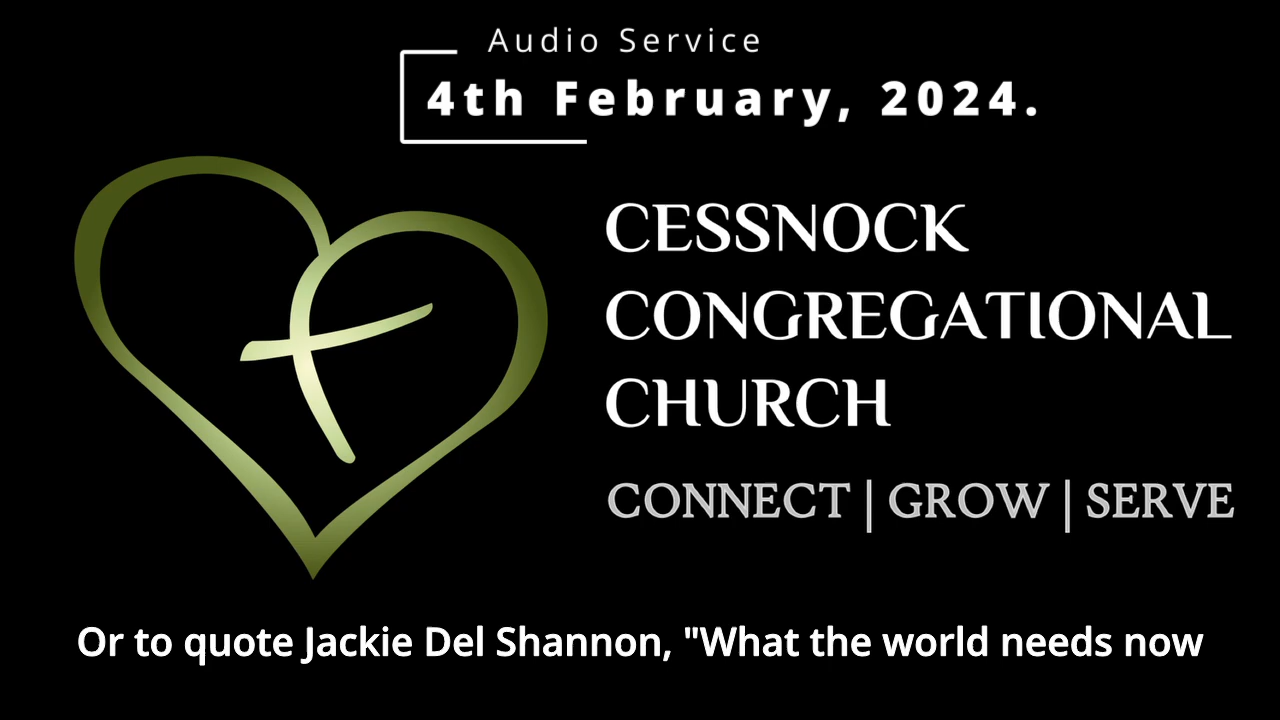 Audio Service
4th February, 2024.
CESSNOCK
CONGREGATIONAL
CHURCH
CONNECT | GROW | SERVE
Or to quote Jackie Del Shannon, "What the world needs now